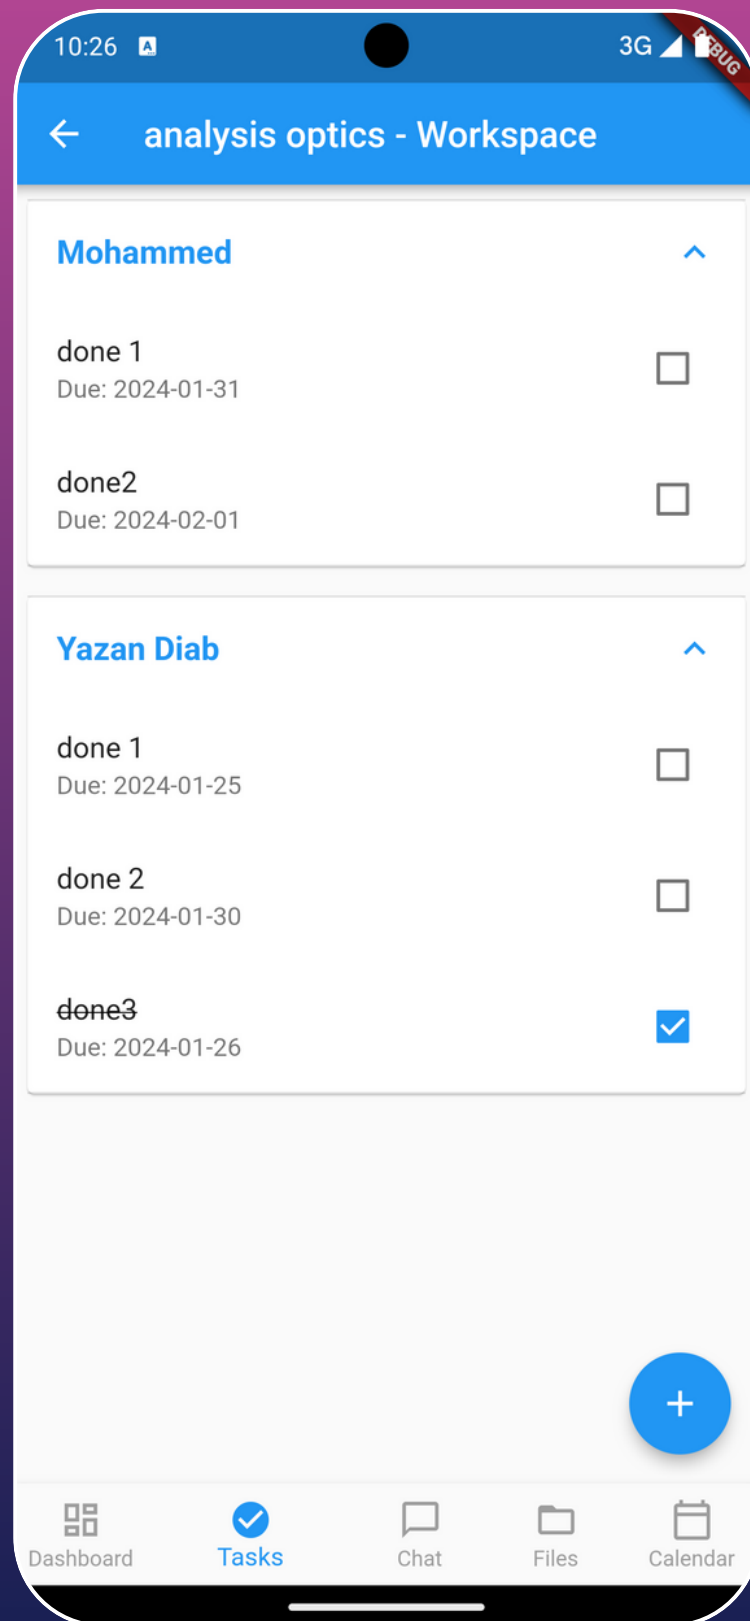 10:26 A 3G
DEBUG
analysis optics - Workspace
Mohammed
done 1
Due: 2024-01-31
done2
Due: 2024-02-01
Yazan Diab
done 1
Due: 2024-01-25
done 2
Due: 2024-01-30
done3
Due: 2024-01-26
Dashboard Tasks Chat Files Calendar